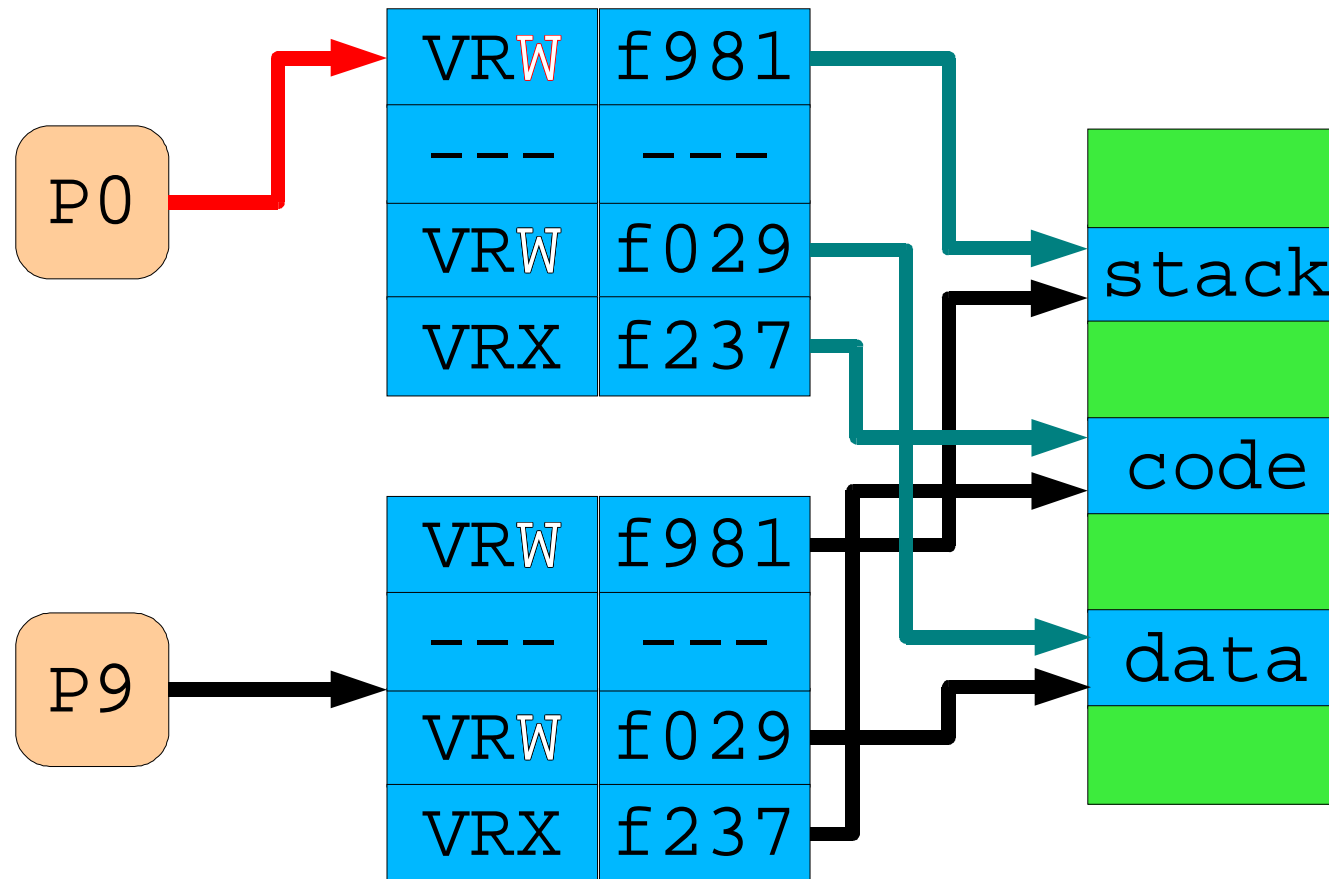 P0
VRW f981
--- ---
VRW f029
VRX f237
P9
VRW f981
--- ---
VRW f029
VRX f237
stack
code
data